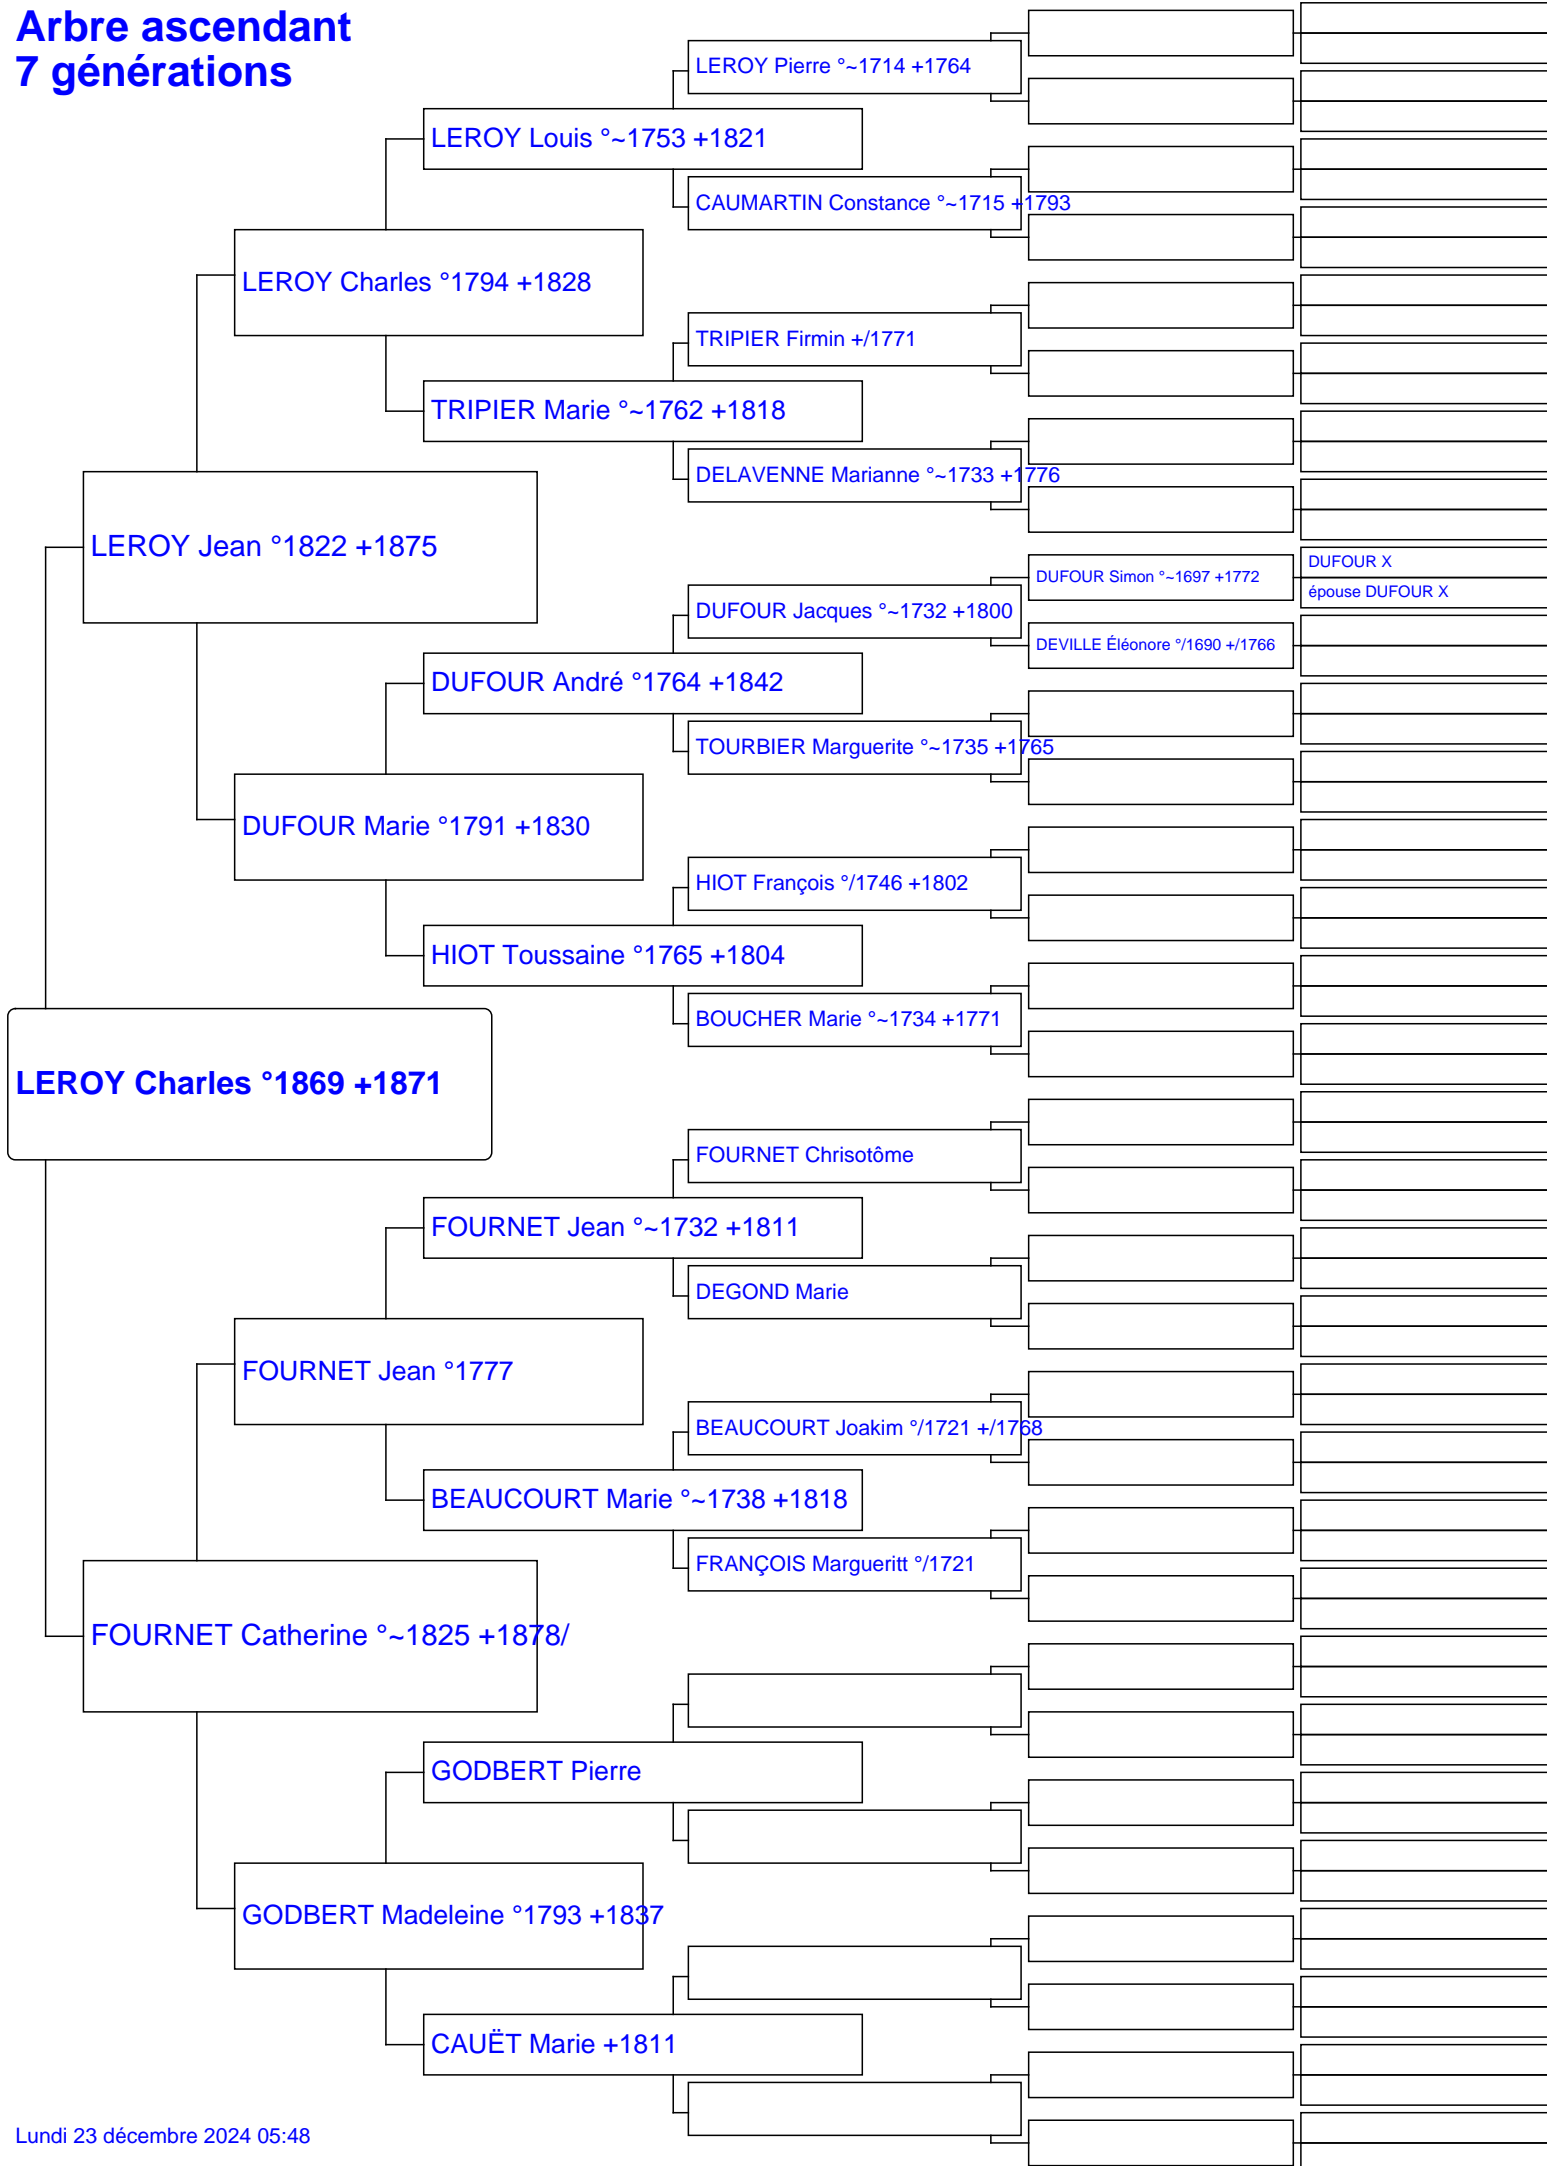 Arbre ascendant
7 générations
LEROY Pierre °~1714 +1764
LEROY Louis °~1753 +1821
CAUMARTIN Constance °~1715 +1793
LEROY Charles °1794 +1828
TRIPIER Firmin +/1771
TRIPIER Marie °~1762 +1818
DELAVENNE Marianne °~1733 +1776
LEROY Jean °1822 +1875
DUFOUR X
DUFOUR Simon °~1697 +1772
épouse DUFOUR X
DUFOUR Jacques °~1732 +1800
DEVILLE Éléonore °/1690 +/1766
DUFOUR André °1764 +1842
TOURBIER Marguerite °~1735 +1765
DUFOUR Marie °1791 +1830
HIOT François °/1746 +1802
HIOT Toussaine °1765 +1804
BOUCHER Marie °~1734 +1771
LEROY Charles °1869 +1871
FOURNET Chrisotôme
FOURNET Jean °~1732 +1811
DEGOND Marie
FOURNET Jean °1777
BEAUCOURT Joakim °/1721 +/1768
BEAUCOURT Marie °~1738 +1818
FRANÇOIS Margueritt °/1721
FOURNET Catherine °~1825 +1878/
GODBERT Pierre
GODBERT Madeleine °1793 +1837
CAUËT Marie +1811
Lundi 23 décembre 2024 05:48